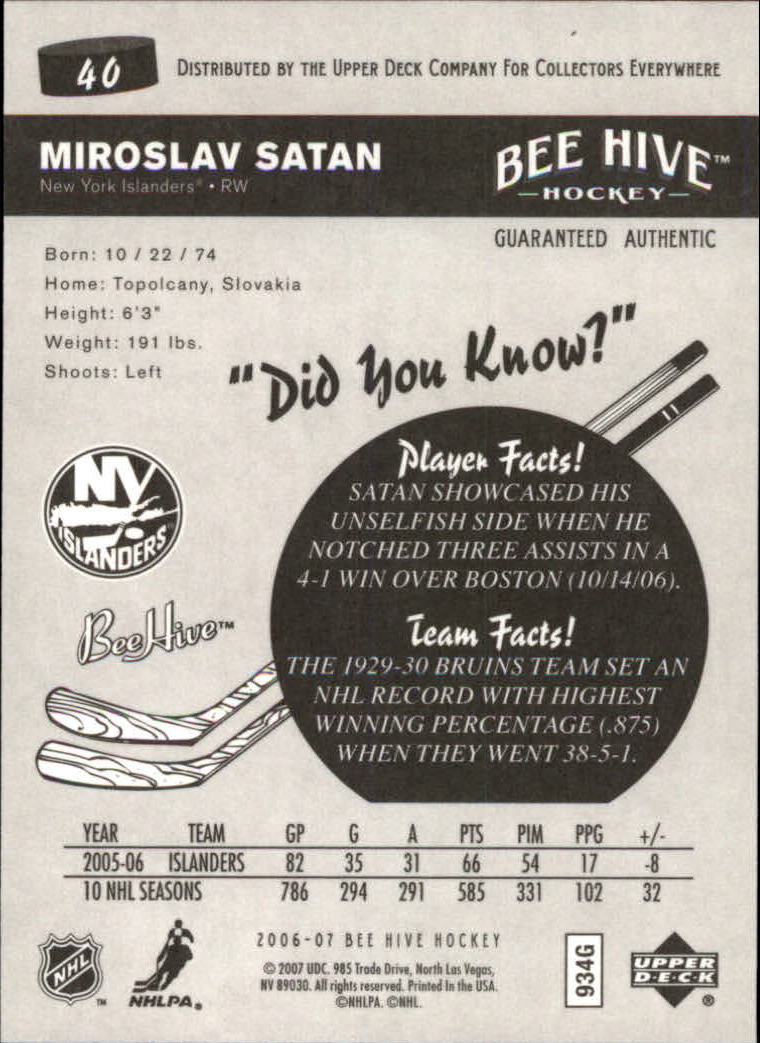 40
DISTRIBUTED BY THE UPPER DECK COMPANY FOR COLLECTORS EVERYWHERE
MIROSLAV SATAN
New York Islanders® • RW
BEE HIVE™
HOCKEY
GUARANTEED AUTHENTIC
Born: 10 / 22 / 74
Home: Topolcany, Slovakia
Height: 6'3"
Weight: 191 lbs.
Shoots: Left
"Did You Know?"
Player Facts!
SATAN SHOWCASED HIS
UNSELFISH SIDE WHEN HE
NOTCHED THREE ASSISTS IN A
4-1 WIN OVER BOSTON (10/14/06).
NY
ISLANDERS
BeeHive™
Team Facts!
THE 1929-30 BRUINS TEAM SET AN
NHL RECORD WITH HIGHEST
WINNING PERCENTAGE (.875)
WHEN THEY WENT 38-5-1.
YEAR TEAM GP G A PTS PIM PPG +/-
2005-06 ISLANDERS 82 35 31 66 54 17 -8
10 NHL SEASONS 786 294 291 585 331 102 32
NHL™
NHLPA®
2006-07 BEE HIVE HOCKEY
© 2007 UDC. 985 Trade Drive, North Las Vegas,
NV 89030. All rights reserved. Printed In the USA.
©NHLPA. ©NHL.
934G
UPPER
D·E·C·K®